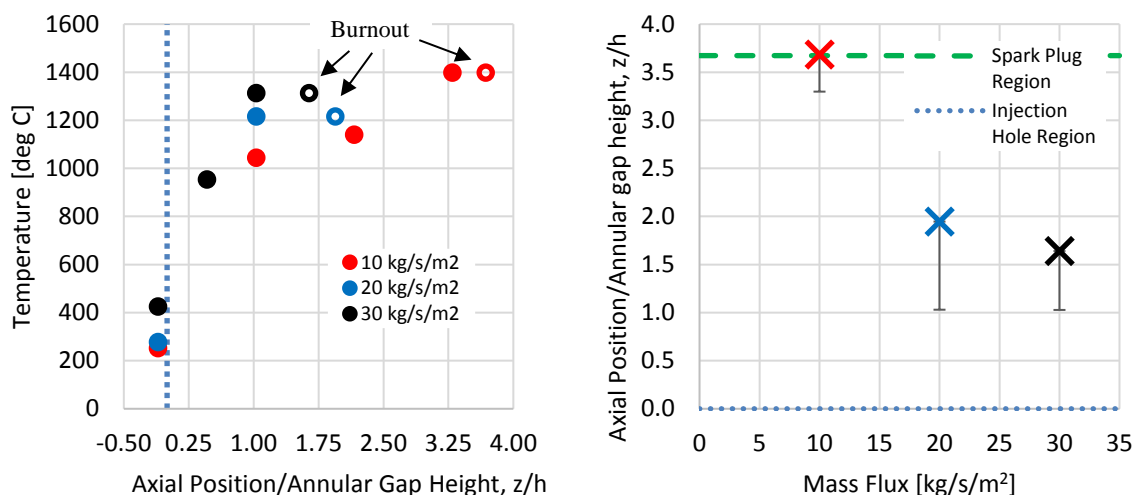 Temperature [deg C]
1600
1400
1200
1000
800
600
400
200
0
Burnout
10 kg/s/m2
20 kg/s/m2
30 kg/s/m2
-0.50 0.25 1.00 1.75 2.50 3.25 4.00
Axial Position/Annular Gap Height, z/h
Axial Position/Annular gap height, z/h
4.0
3.5
3.0
2.5
2.0
1.5
1.0
0.5
0.0
Spark Plug
Region
Injection
Hole Region
0 5 10 15 20 25 30 35
Mass Flux [kg/s/m²]